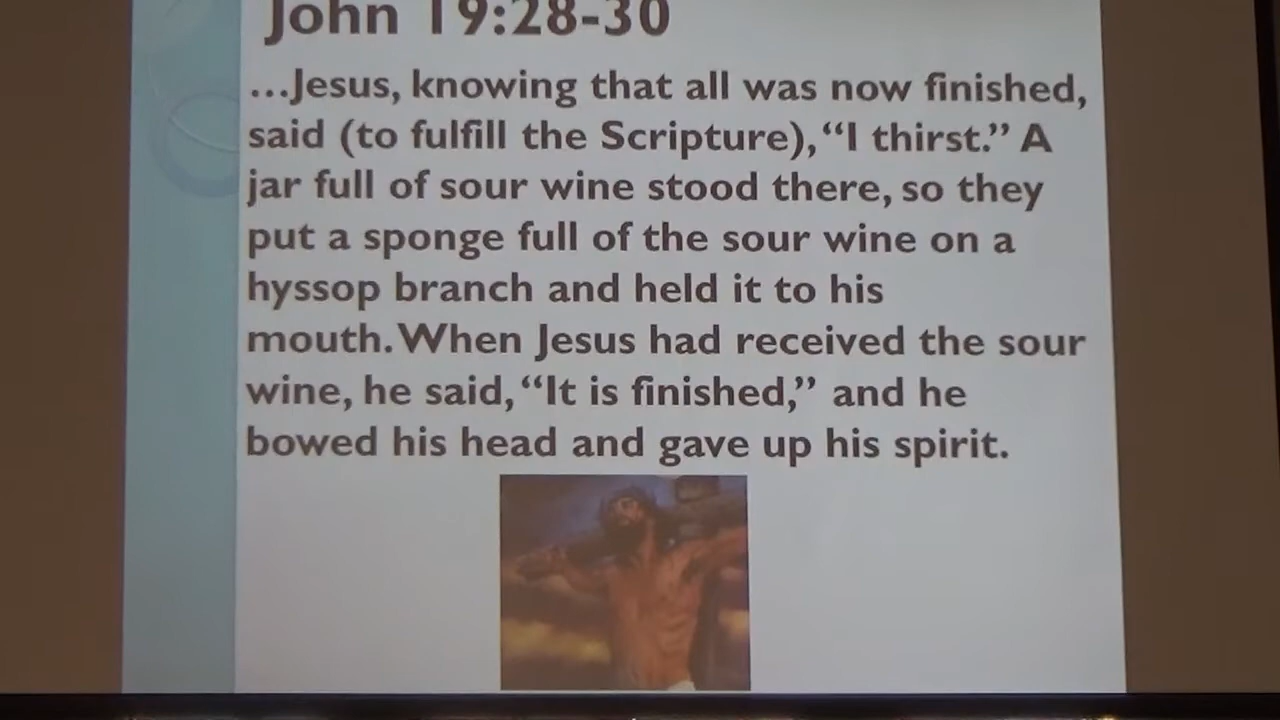 John 19:28-30
...Jesus, knowing that all was now finished,
said (to fulfill the Scripture), “I thirst.” A
jar full of sour wine stood there, so they
put a sponge full of the sour wine on a
hyssop branch and held it to his
mouth. When Jesus had received the sour
wine, he said, “It is finished,” and he
bowed his head and gave up his spirit.